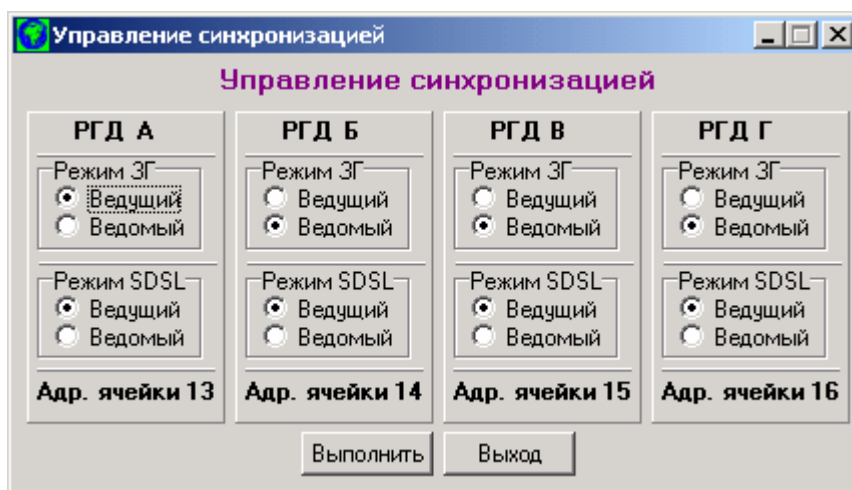 Управление синхронизацией
Управление синхронизацией
РГД А
Режим ЗГ
Ведущий
Ведомый
Режим SDSL
Ведущий
Ведомый
Адр. ячейки 13
РГД Б
Режим ЗГ
Ведущий
Ведомый
Режим SDSL
Ведущий
Ведомый
Адр. ячейки 14
РГД В
Режим ЗГ
Ведущий
Ведомый
Режим SDSL
Ведущий
Ведомый
Адр. ячейки 15
РГД Г
Режим ЗГ
Ведущий
Ведомый
Режим SDSL
Ведущий
Ведомый
Адр. ячейки 16
Выполнить
Выход